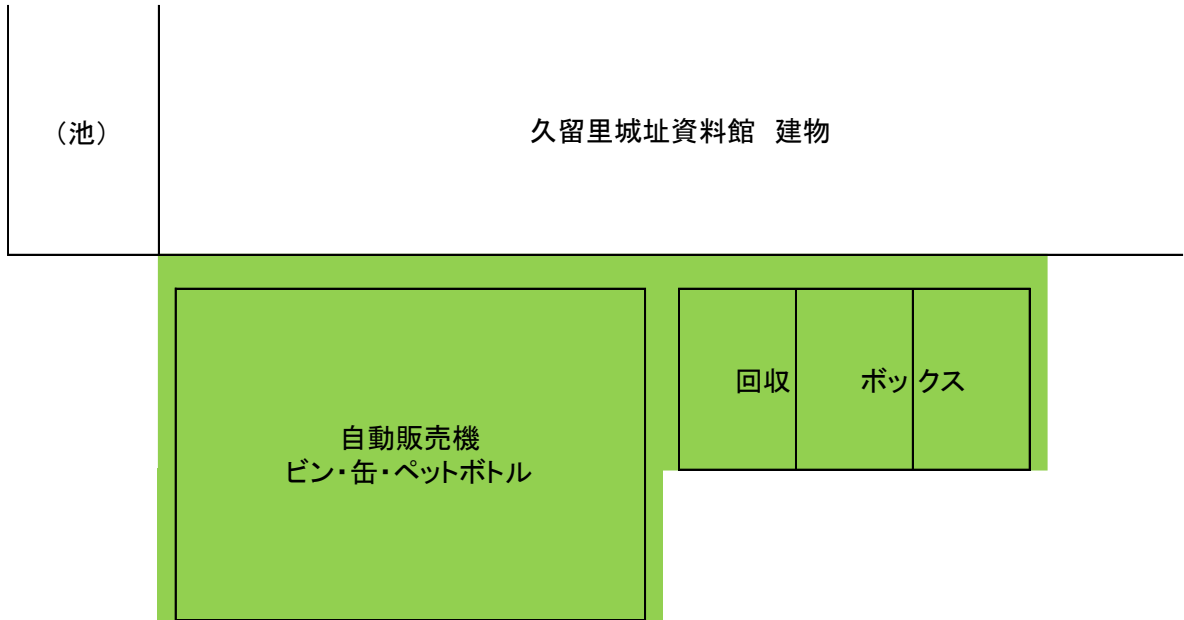 （池）
久留里城址資料館　建物
回収　ボックス
自動販売機
ビン・缶・ペットボトル